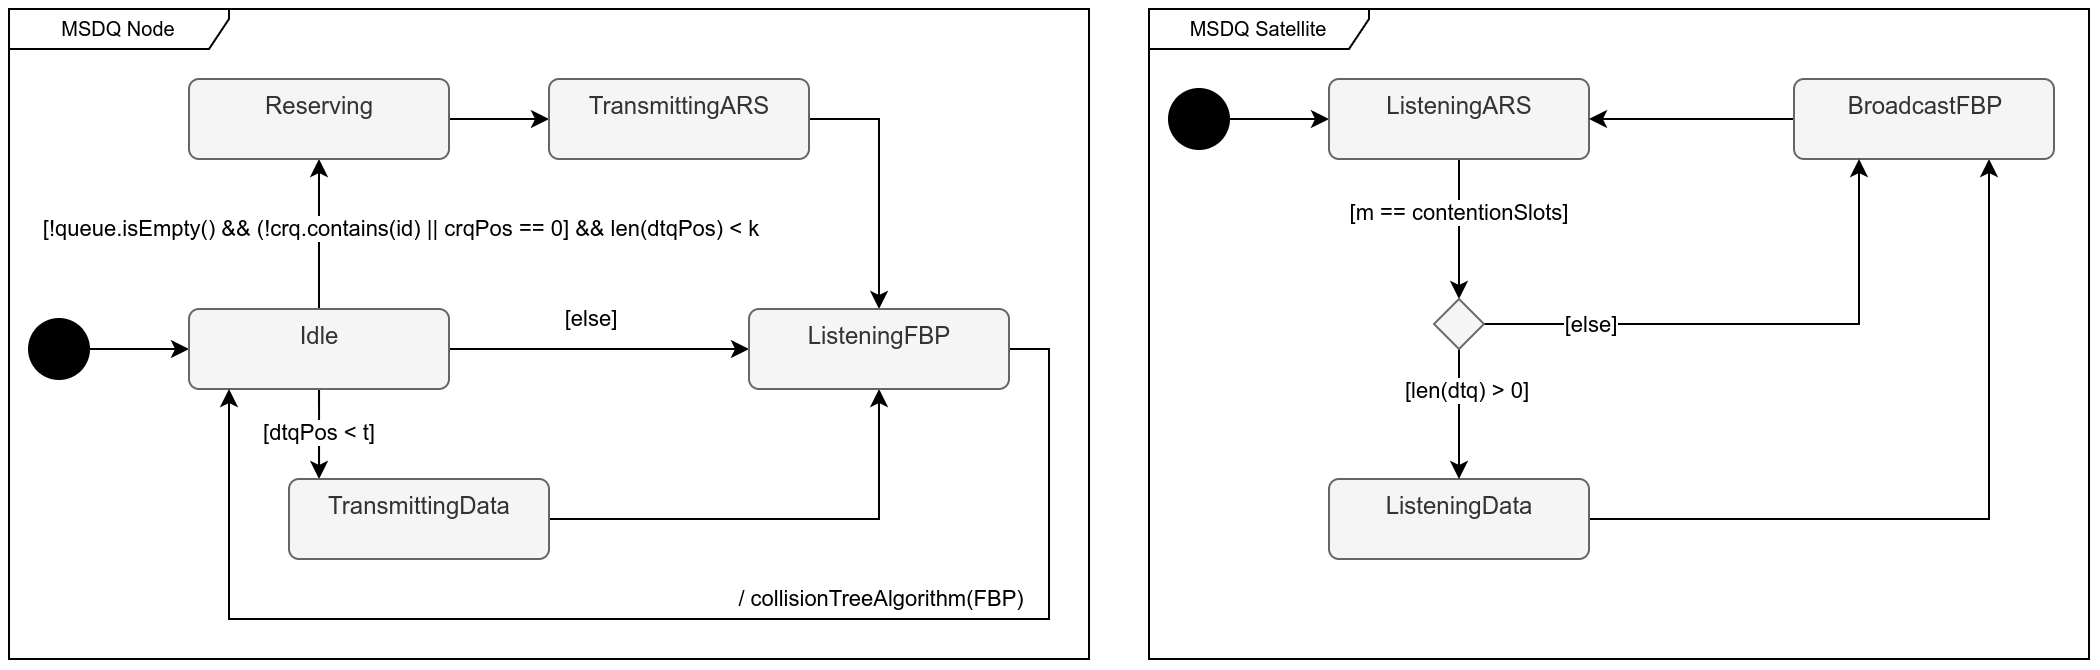 MSDQ Node
Reserving
TransmittingARS
[!queue.isEmpty() && (!crq.contains(id) || crqPos == 0] && len(dtqPos) < k
Idle
[else]
ListeningFBP
[dtqPos < t]
TransmittingData
/ collisionTreeAlgorithm(FBP)
MSDQ Satellite
ListeningARS
BroadcastFBP
[m == contentionSlots]
[else]
[len(dtq) > 0]
ListeningData